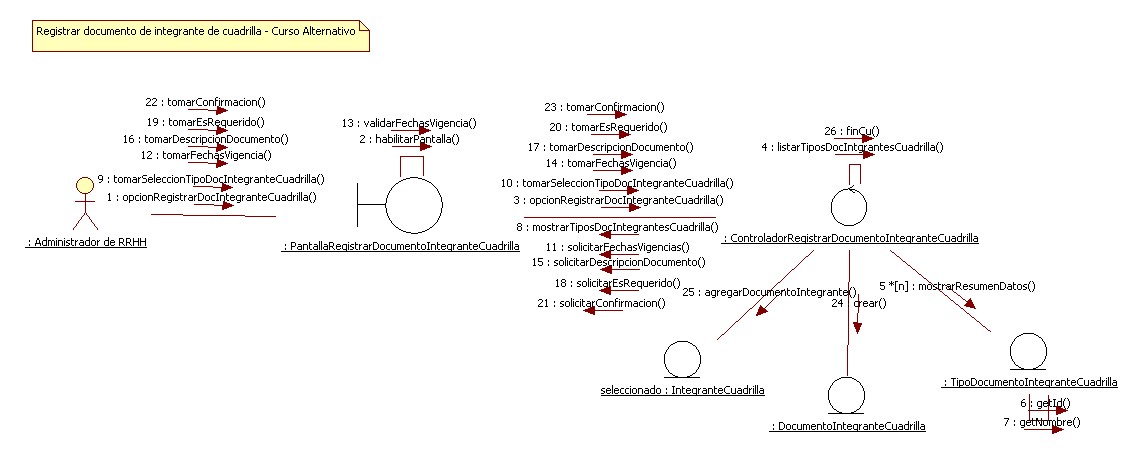 Registrar documento de integrante de cuadrilla - Curso Alternativo
22 : tomarConfirmacion()
19 : tomarEsRequerido()
16 : tomarDescripcionDocumento()
12 : tomarFechasVigencia()
9 : tomarSeleccionTipoDocIntegranteCuadrilla()
1 : opcionRegistrarDocIntegranteCuadrilla()
: Administrador de RRHH
13 : validarFechasVigencia()
2 : habilitarPantalla()
: PantallaRegistrarDocumentoIntegranteCuadrilla
23 : tomarConfirmacion()
20 : tomarEsRequerido()
17 : tomarDescripcionDocumento()
14 : tomarFechasVigencia()
10 : tomarSeleccionTipoDocIntegranteCuadrilla()
3 : opcionRegistrarDocIntegranteCuadrilla()
8 : mostrarTiposDocIntegrantesCuadrilla()
11 : solicitarFechasVigencias()
15 : solicitarDescripcionDocumento()
18 : solicitarEsRequerido()
21 : solicitarConfirmacion()
26 : finCu()
4 : listarTiposDocIntgrantesCuadrilla()
: ControladorRegistrarDocumentoIntegranteCuadrilla
25 : agregarDocumentoIntegrante()
24 : crear()
5 *[n] : mostrarResumenDatos()
seleccionado : IntegranteCuadrilla
: DocumentoIntegranteCuadrilla
: TipoDocumentoIntegranteCuadrilla
6 : getId()
7 : getNombre()